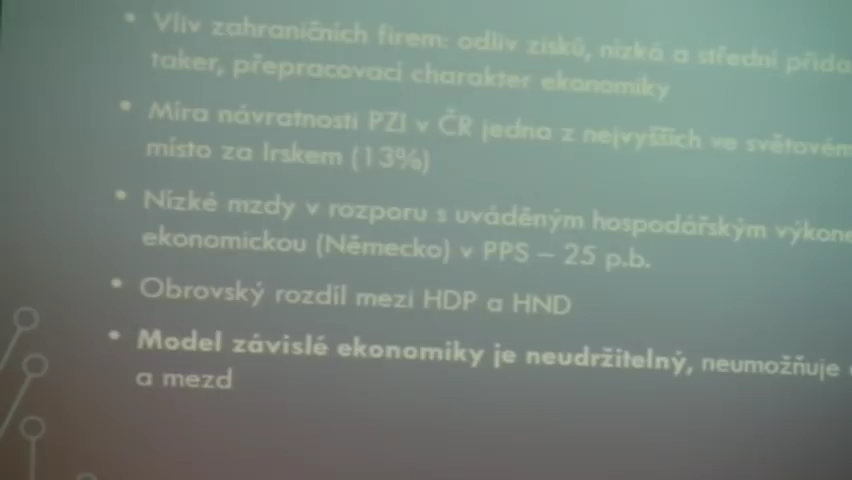 • Vliv zahraničních firem: odliv zisků, nízká a střední přida
taker, přepracovací charakter ekonomiky
• Míra návratnosti PZI v ČR jedna z nejvyšších ve světovém
místo za Irskem (13%)
• Nízké mzdy v rozporu s uváděným hospodářským výkone
ekonomickou (Německo) v PPS – 25 p.b.
• Obrovský rozdíl mezi HDP a HND
• Model závislé ekonomiky je neudržitelný, neumožňuje
a mezd